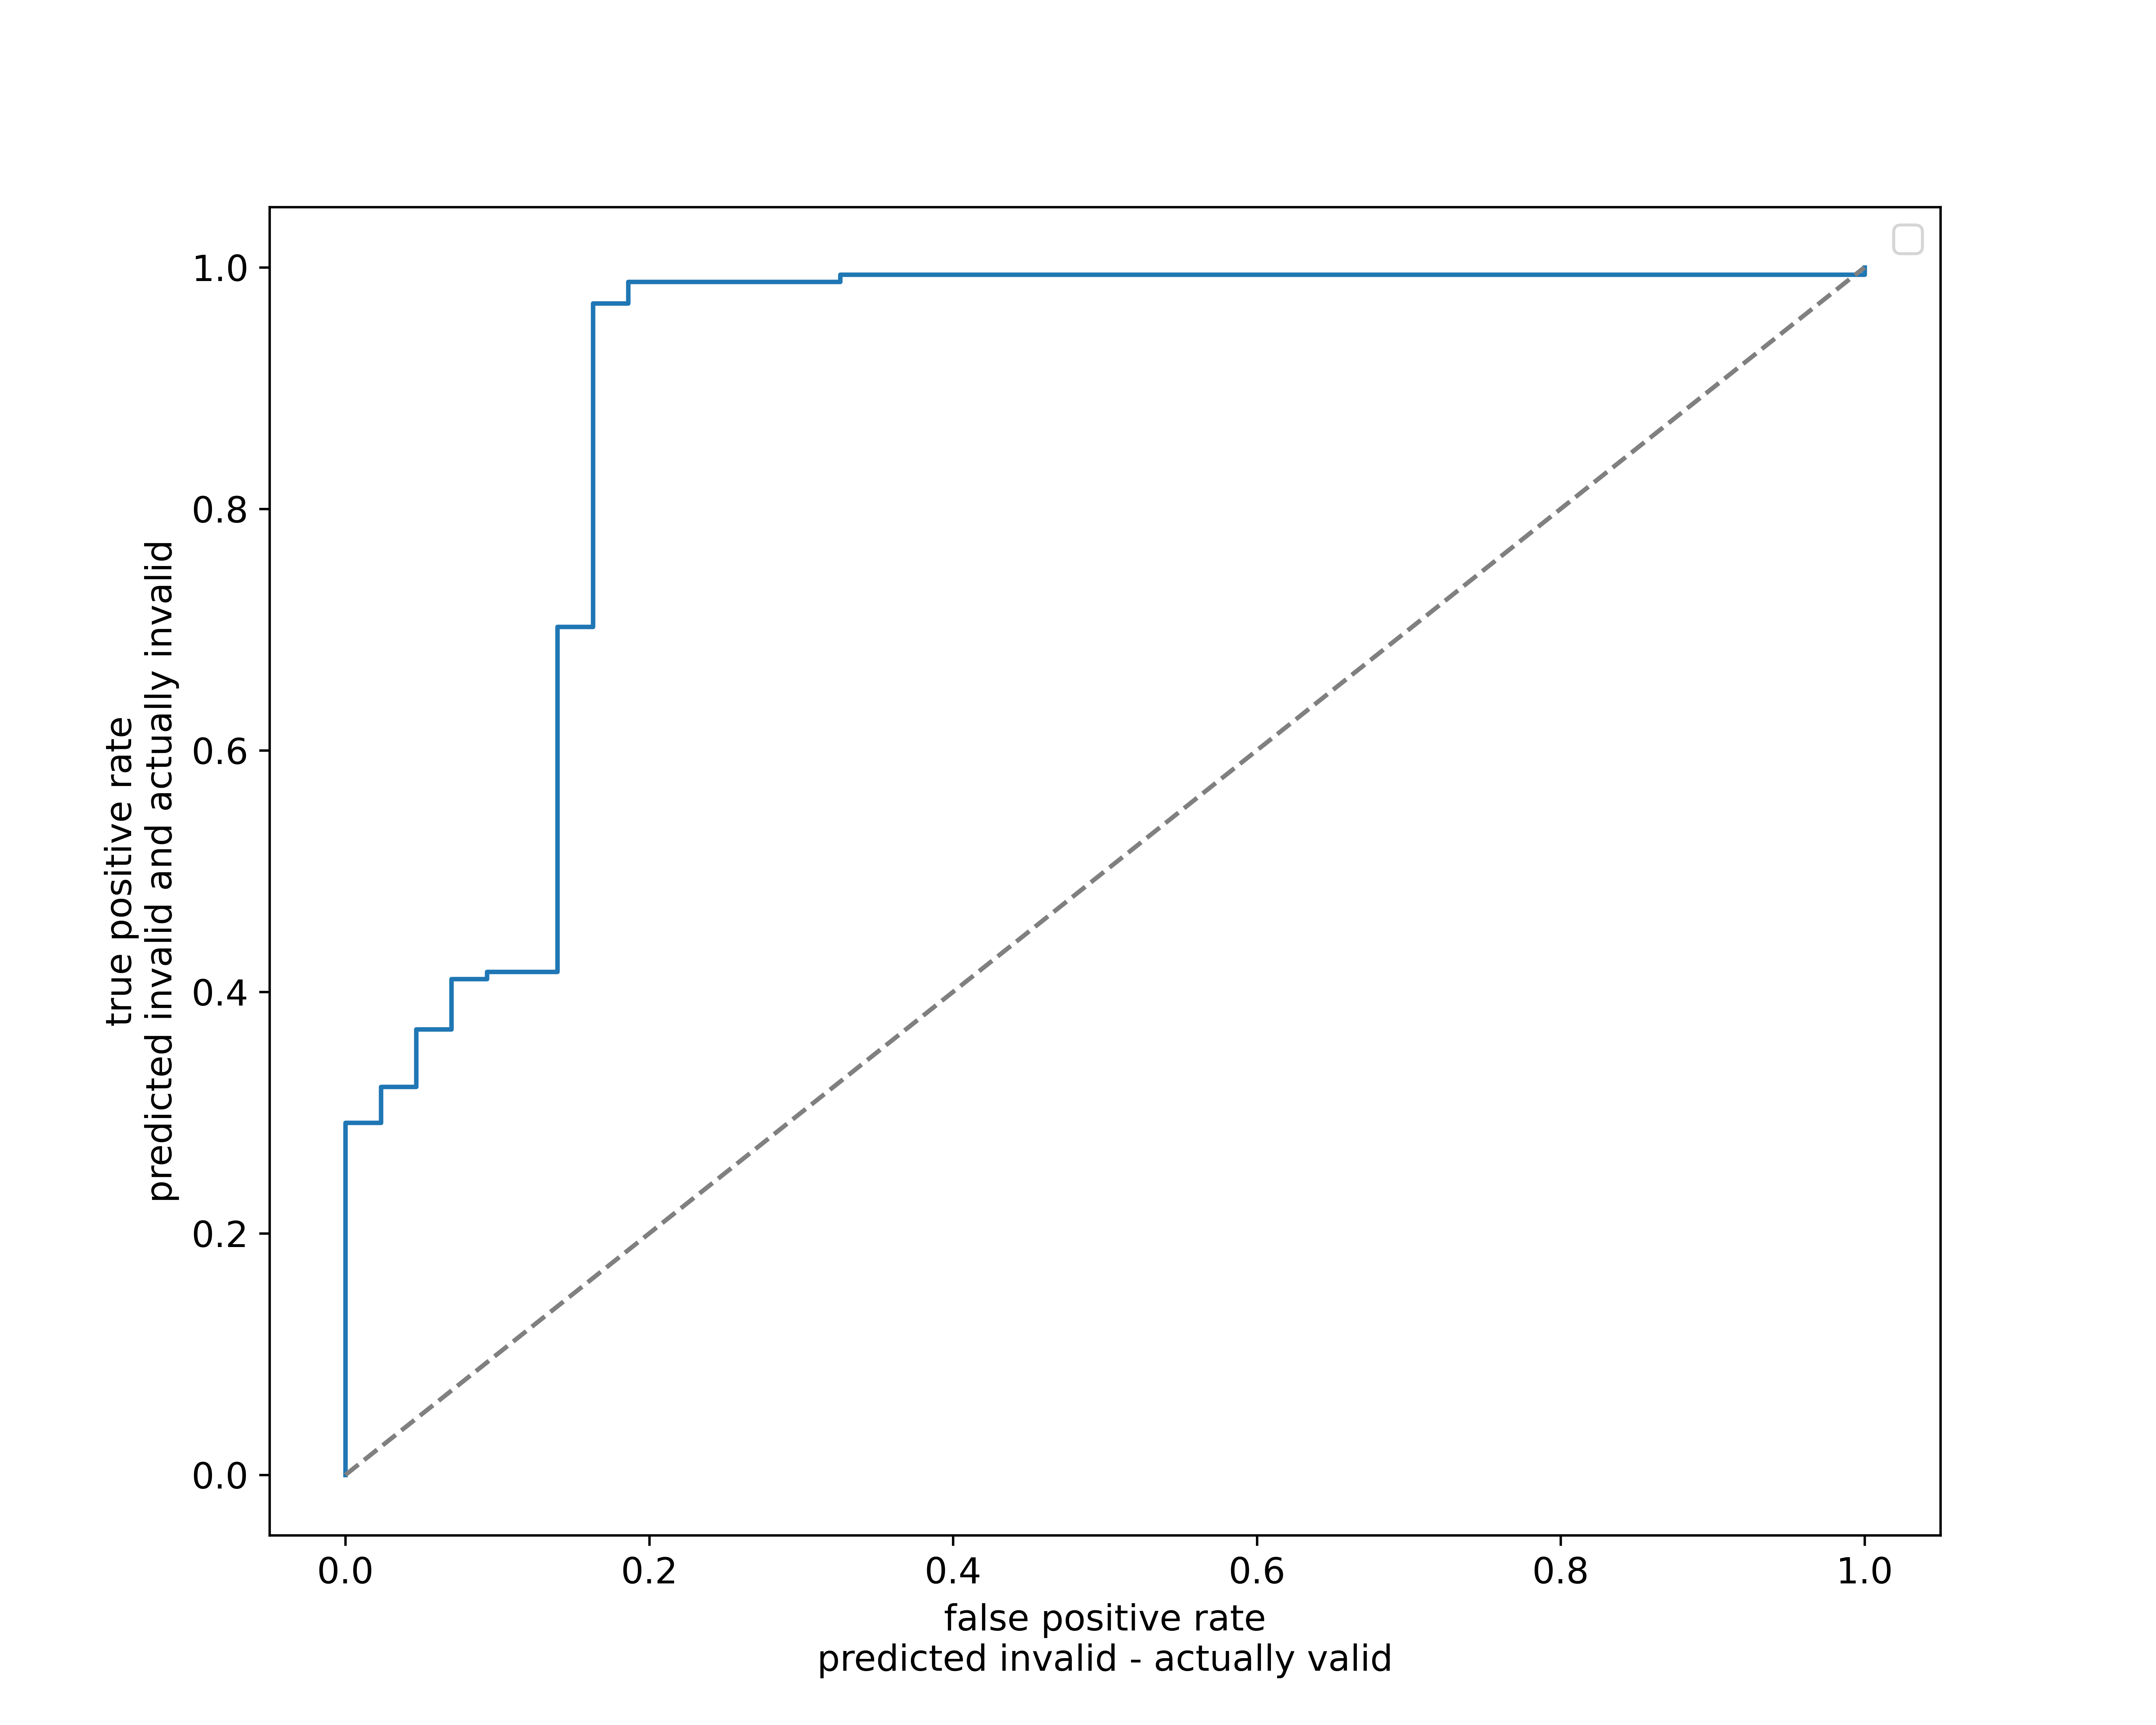 1.0
0.8
0.6
0.4
0.2
0.0
true positive rate
predicted invalid and actually invalid
0.0 0.2 0.4 0.6 0.8 1.0
false positive rate
predicted invalid - actually valid